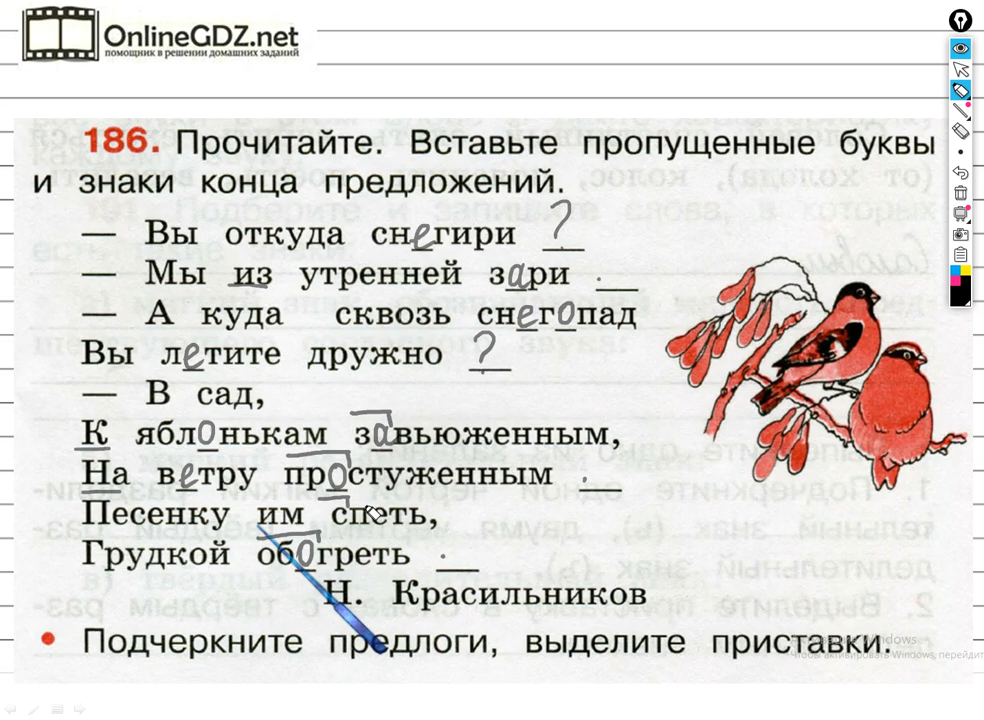 OnlineGDZ.net
помощник в решении домашних заданий
186. Прочитайте. Вставьте пропущенные буквы
и знаки конца предложений.
— Вы откуда снегири ?
— Мы из утренней зари .
А куда сквозь снегопад
Вы летите дружно ?
— В сад,
К яблонькам завьюженным,
На ветру простуженным .
Песенку им спеть,
Грудкой обогреть .
Н. Красильников
• Подчеркните предлоги, выделите приставки.